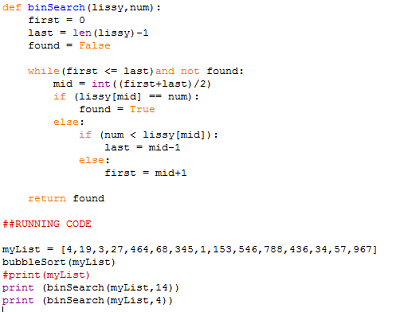 def binSearch(lissy,num):
    first = 0
    last = len(lissy)-1
    found = False
    while(first <= last)and not found:
        mid = int((first+last)/2)
        if (lissy[mid] == num):
            found = True
        else:
            if (num < lissy[mid]):
                last = mid-1
            else:
                first = mid+1
    return found
##RUNNING CODE
myList = [4,19,3,27,464,68,345,1,153,546,788,436,34,57,967]
bubbleSort(myList)
#print(myList)
print (binSearch(myList,14))
print (binSearch(myList,4))